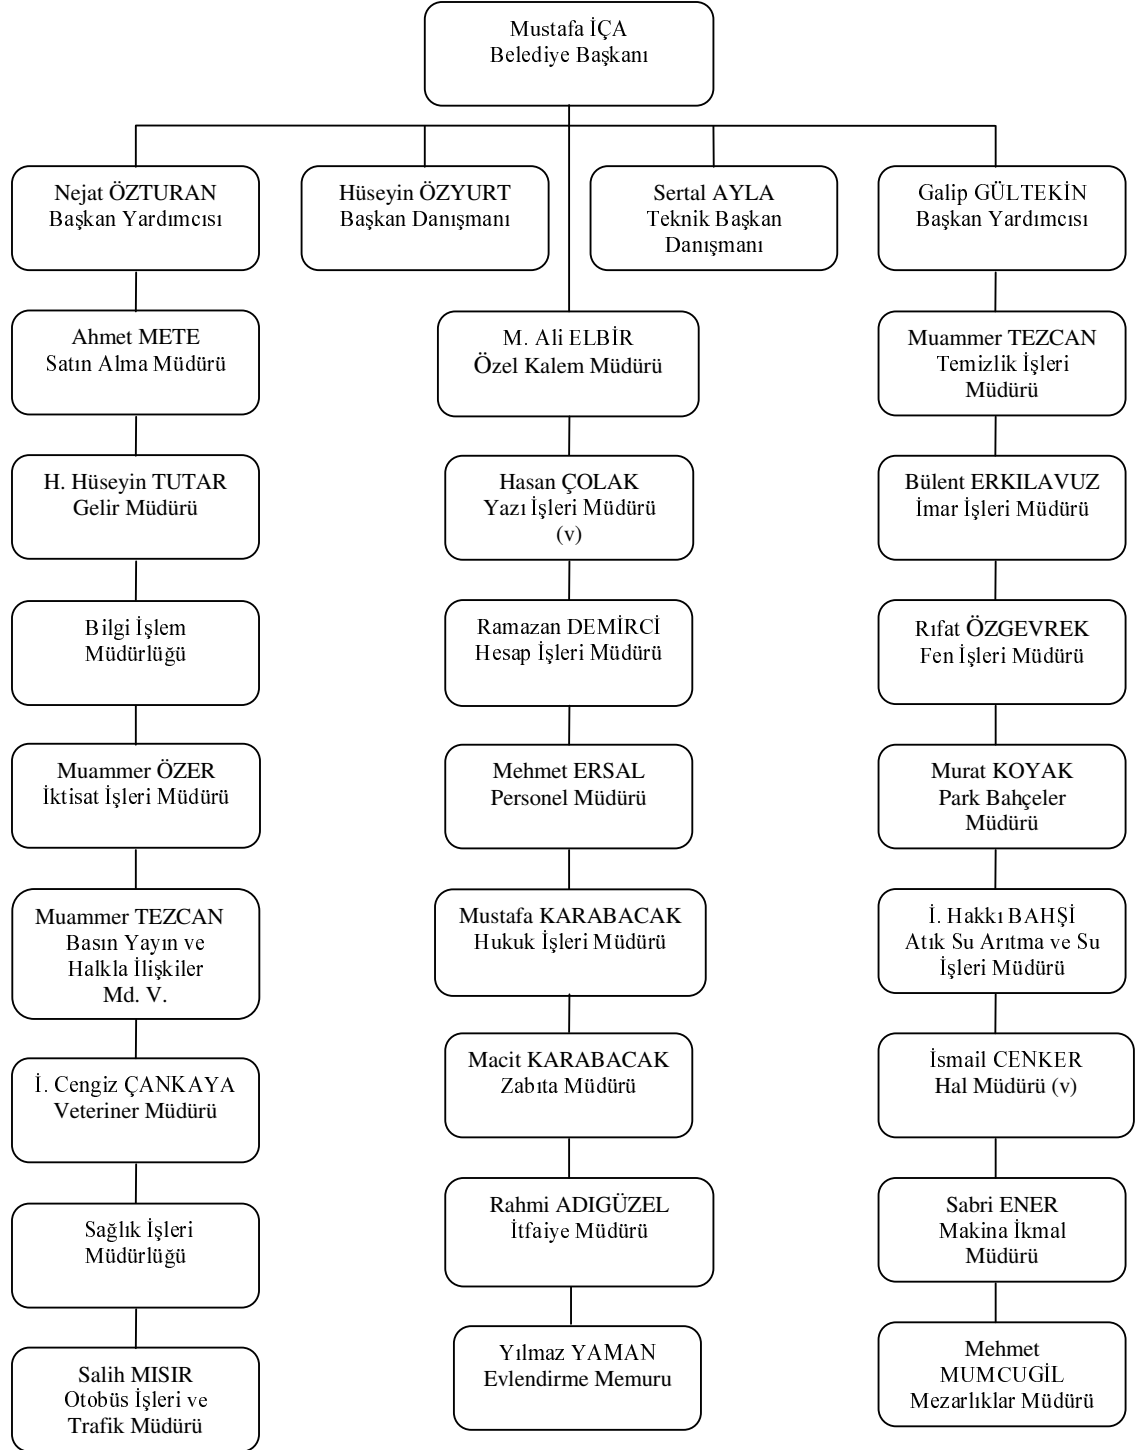 Mustafa İÇA
Belediye Başkanı
Nejat ÖZTURAN
Başkan Yardımcısı
Hüseyin ÖZYURT
Başkan Danışmanı
Sertal AYLA
Teknik Başkan
Danışmanı
Galip GÜLTEKİN
Başkan Yardımcısı
Ahmet METE
Satın Alma Müdürü
M. Ali ELBİR
Özel Kalem Müdürü
Muammer TEZCAN
Temizlik İşleri
Müdürü
H. Hüseyin TUTAR
Gelir Müdürü
Hasan ÇOLAK
Yazı İşleri Müdürü
(v)
Bülent ERKILAVUZ
İmar İşleri Müdürü
Bilgi İşlem
Müdürlüğü
Ramazan DEMİRCİ
Hesap İşleri Müdürü
Rıfat ÖZGEVREK
Fen İşleri Müdürü
Muammer ÖZER
İktisat İşleri Müdürü
Mehmet ERSAL
Personel Müdürü
Murat KOYAK
Park Bahçeler
Müdürü
Muammer TEZCAN
Basın Yayın ve
Halkla İlişkiler
Md. V.
Mustafa KARABACAK
Hukuk İşleri Müdürü
İ. Hakkı BAHŞİ
Atık Su Arıtma ve Su
İşleri Müdürü
İ. Cengiz ÇANKAYA
Veteriner Müdürü
Macit KARABACAK
Zabıta Müdürü
İsmail CENKER
Hal Müdürü (v)
Sağlık İşleri
Müdürlüğü
Rahmi ADIGÜZEL
İtfaiye Müdürü
Sabri ENER
Makina İkmal
Müdürü
Salih MISIR
Otobüs İşleri ve
Trafik Müdürü
Yılmaz YAMAN
Evlendirme Memuru
Mehmet
MUMCUGİL
Mezarlıklar Müdürü